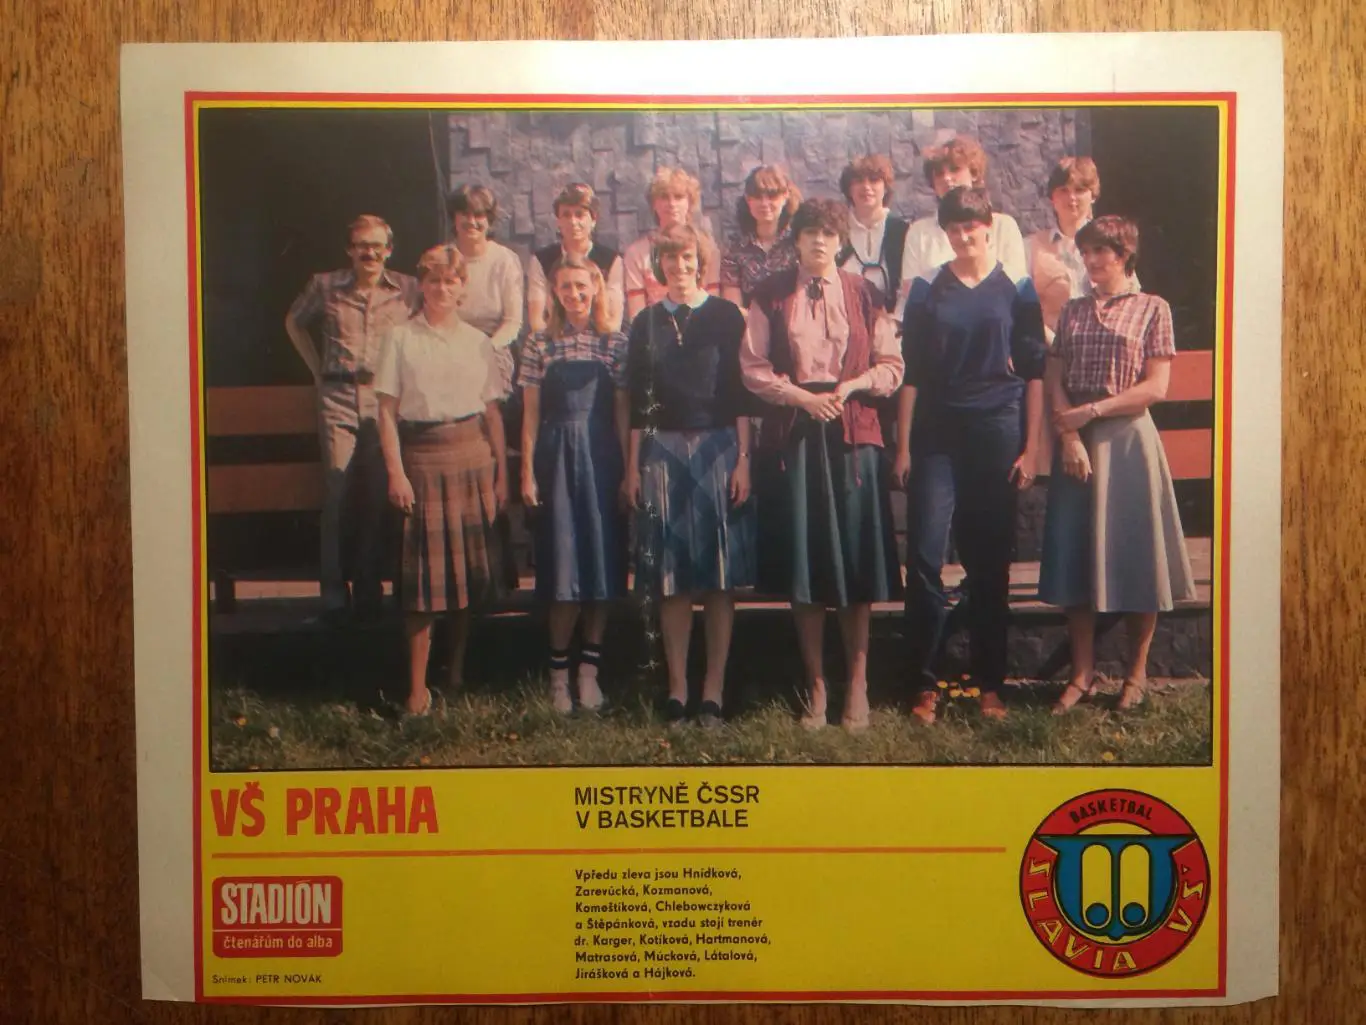 VŠ PRAHA
MISTRYNĚ ČSSR
V BASKETBALE
STADIÓN
čtenářům do alba
Snímek: PETR NOVÁK
Vpředu zleva jsou Hnídková,
Zarevúcká, Kozmanová,
Komeštíková, Chlebowczyková
a Štěpánková, vzadu stojí trenér
dr. Karger, Kotíková, Hartmanová,
Matrasová, Múcková, Látalová,
Jirášková a Hájková.
BASKETBAL
SLAVIA VŠ